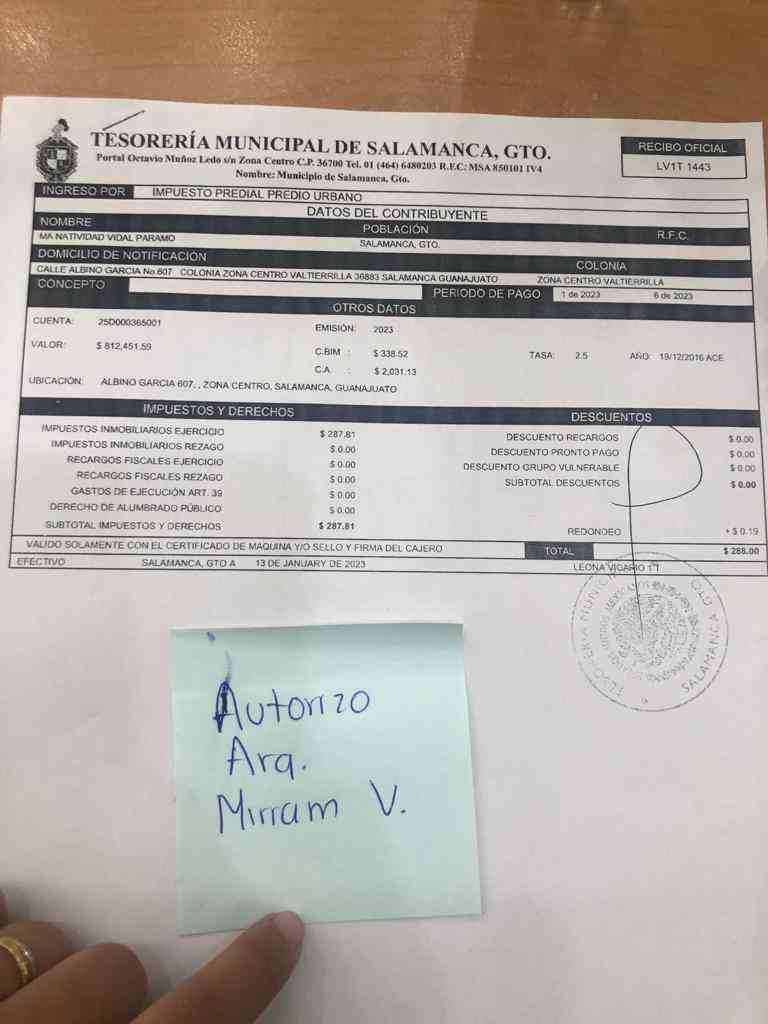 TESORERÍA MUNICIPAL DE SALAMANCA, GTO.
Portal Octavio Muñoz Ledo s/n Zona Centro C.P. 36700 Tel. 01 (464) 6480203 R.F.C: MSA 850101 IV4
Nombre: Municipio de Salamanca, Gto.
RECIBO OFICIAL
LV1T 1443
INGRESO POR IMPUESTO PREDIAL PREDIO URBANO
DATOS DEL CONTRIBUYENTE
NOMBRE POBLACIÓN R.F.C.
MA NATIVIDAD VIDAL PARAMO SALAMANCA, GTO.
DOMICILIO DE NOTIFICACIÓN COLONIA
CALLE ALBINO GARCIA No.607 COLONIA ZONA CENTRO VALTIERRILLA 36883 SALAMANCA GUANAJUATO ZONA CENTRO VALTIERRILLA
CONCEPTO PERIODO DE PAGO 1 de 2023 6 de 2023
OTROS DATOS
CUENTA: 25D000365001 EMISIÓN: 2023
VALOR: $ 812,451.59 C.BIM : $ 338.52 TASA: 2.5 AÑO: 19/12/2016 ACE
C.A. : $ 2,031.13
UBICACIÓN: ALBINO GARCIA 607, , ZONA CENTRO, SALAMANCA, GUANAJUATO
IMPUESTOS Y DERECHOS DESCUENTOS
IMPUESTOS INMOBILIARIOS EJERCICIO $ 287.81 DESCUENTO RECARGOS $ 0.00
IMPUESTOS INMOBILIARIOS REZAGO $ 0.00 DESCUENTO PRONTO PAGO $ 0.00
RECARGOS FISCALES EJERCICIO $ 0.00 DESCUENTO GRUPO VULNERABLE $ 0.00
RECARGOS FISCALES REZAGO $ 0.00 SUBTOTAL DESCUENTOS $ 0.00
GASTOS DE EJECUCIÓN ART. 39 $ 0.00
DERECHO DE ALUMBRADO PÚBLICO $ 0.00
SUBTOTAL IMPUESTOS Y DERECHOS $ 287.81 REDONDEO + $ 0.19
VALIDO SOLAMENTE CON EL CERTIFICADO DE MAQUINA Y/O SELLO Y FIRMA DEL CAJERO TOTAL $ 288.00
EFECTIVO SALAMANCA, GTO A 13 DE JANUARY DE 2023 LEONA VICARIO 1T
SALAMANCA GTO
Autorizo
Arq.
Mirram V.